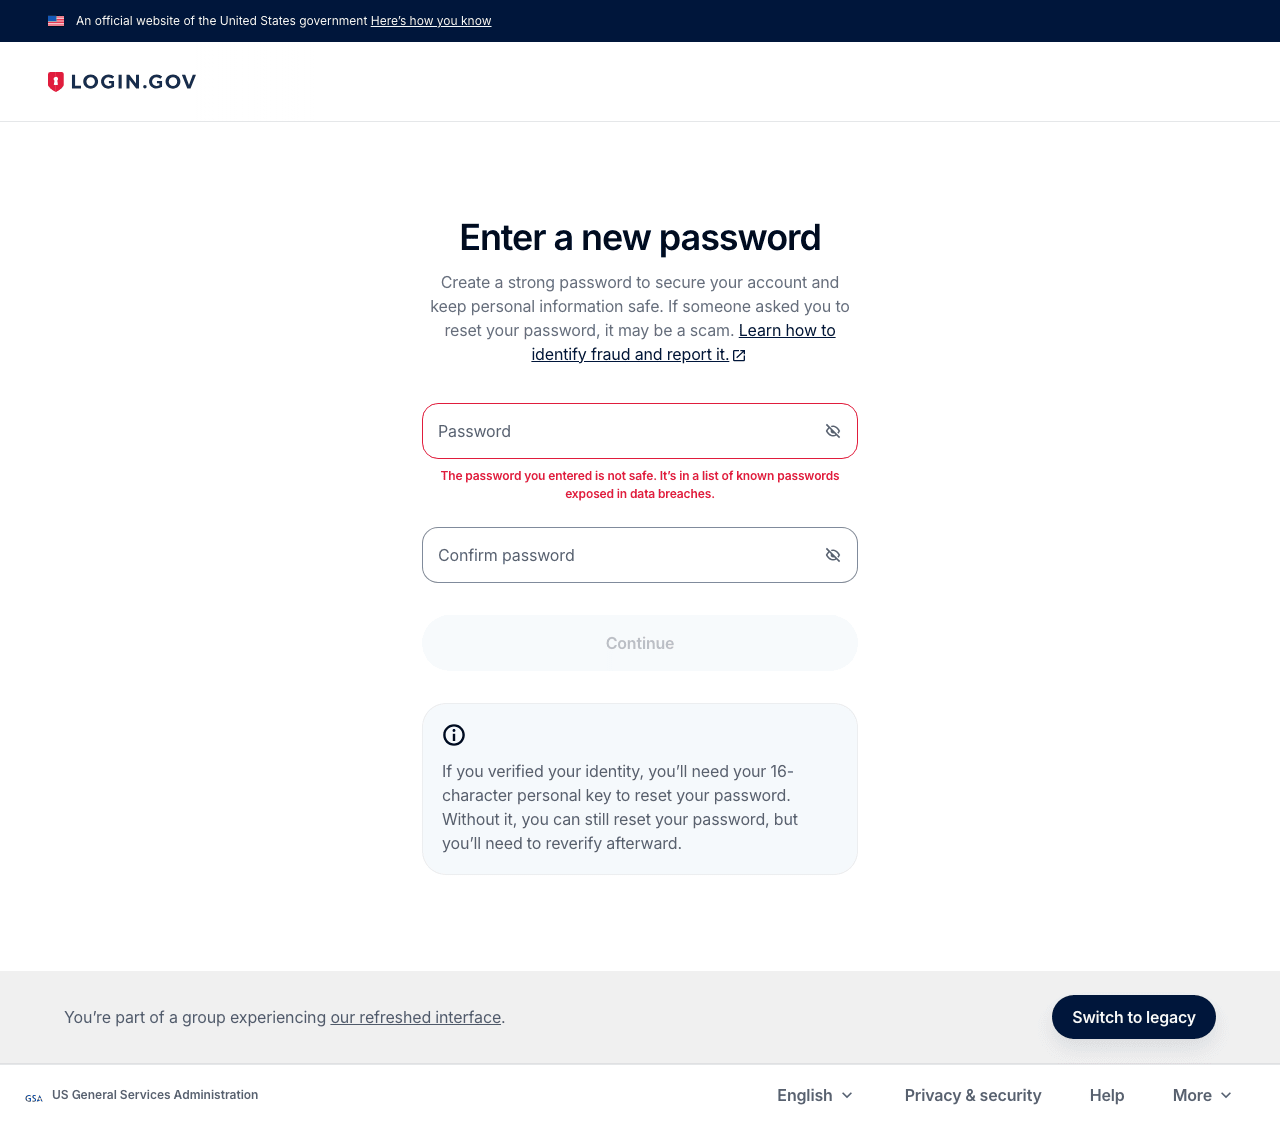 An official website of the United States government Here’s how you know
LOGIN.GOV
Enter a new password
Create a strong password to secure your account and
keep personal information safe. If someone asked you to
reset your password, it may be a scam. Learn how to
identify fraud and report it.
Password
The password you entered is not safe. It’s in a list of known passwords
exposed in data breaches.
Confirm password
Continue
If you verified your identity, you’ll need your 16-
character personal key to reset your password.
Without it, you can still reset your password, but
you’ll need to reverify afterward.
You’re part of a group experiencing our refreshed interface.
Switch to legacy
GSA US General Services Administration
English Privacy & security Help More